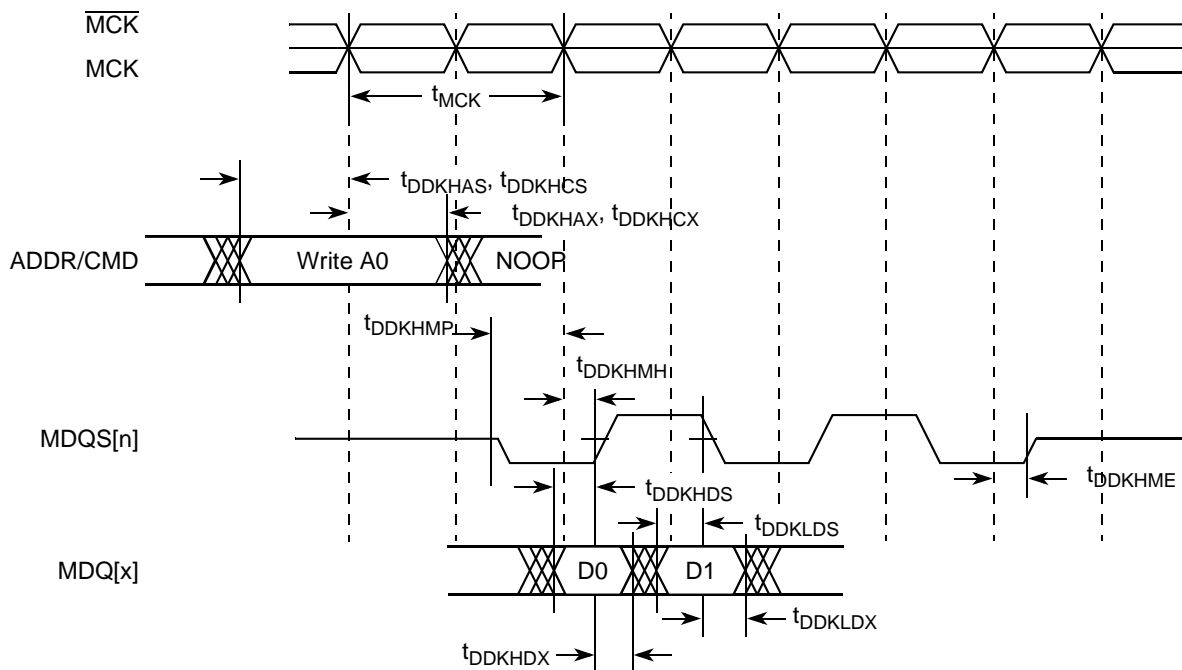 MCK
MCK
tMCK
tDDKHAS, tDDKHCS
tDDKHAX, tDDKHCX
ADDR/CMD
Write A0
NOOP
tDDKHMP
tDDKHMH
MDQS[n]
tDDKHME
tDDKHDS
tDDKLDS
MDQ[x]
D0
D1
tDDKLDX
tDDKHDX